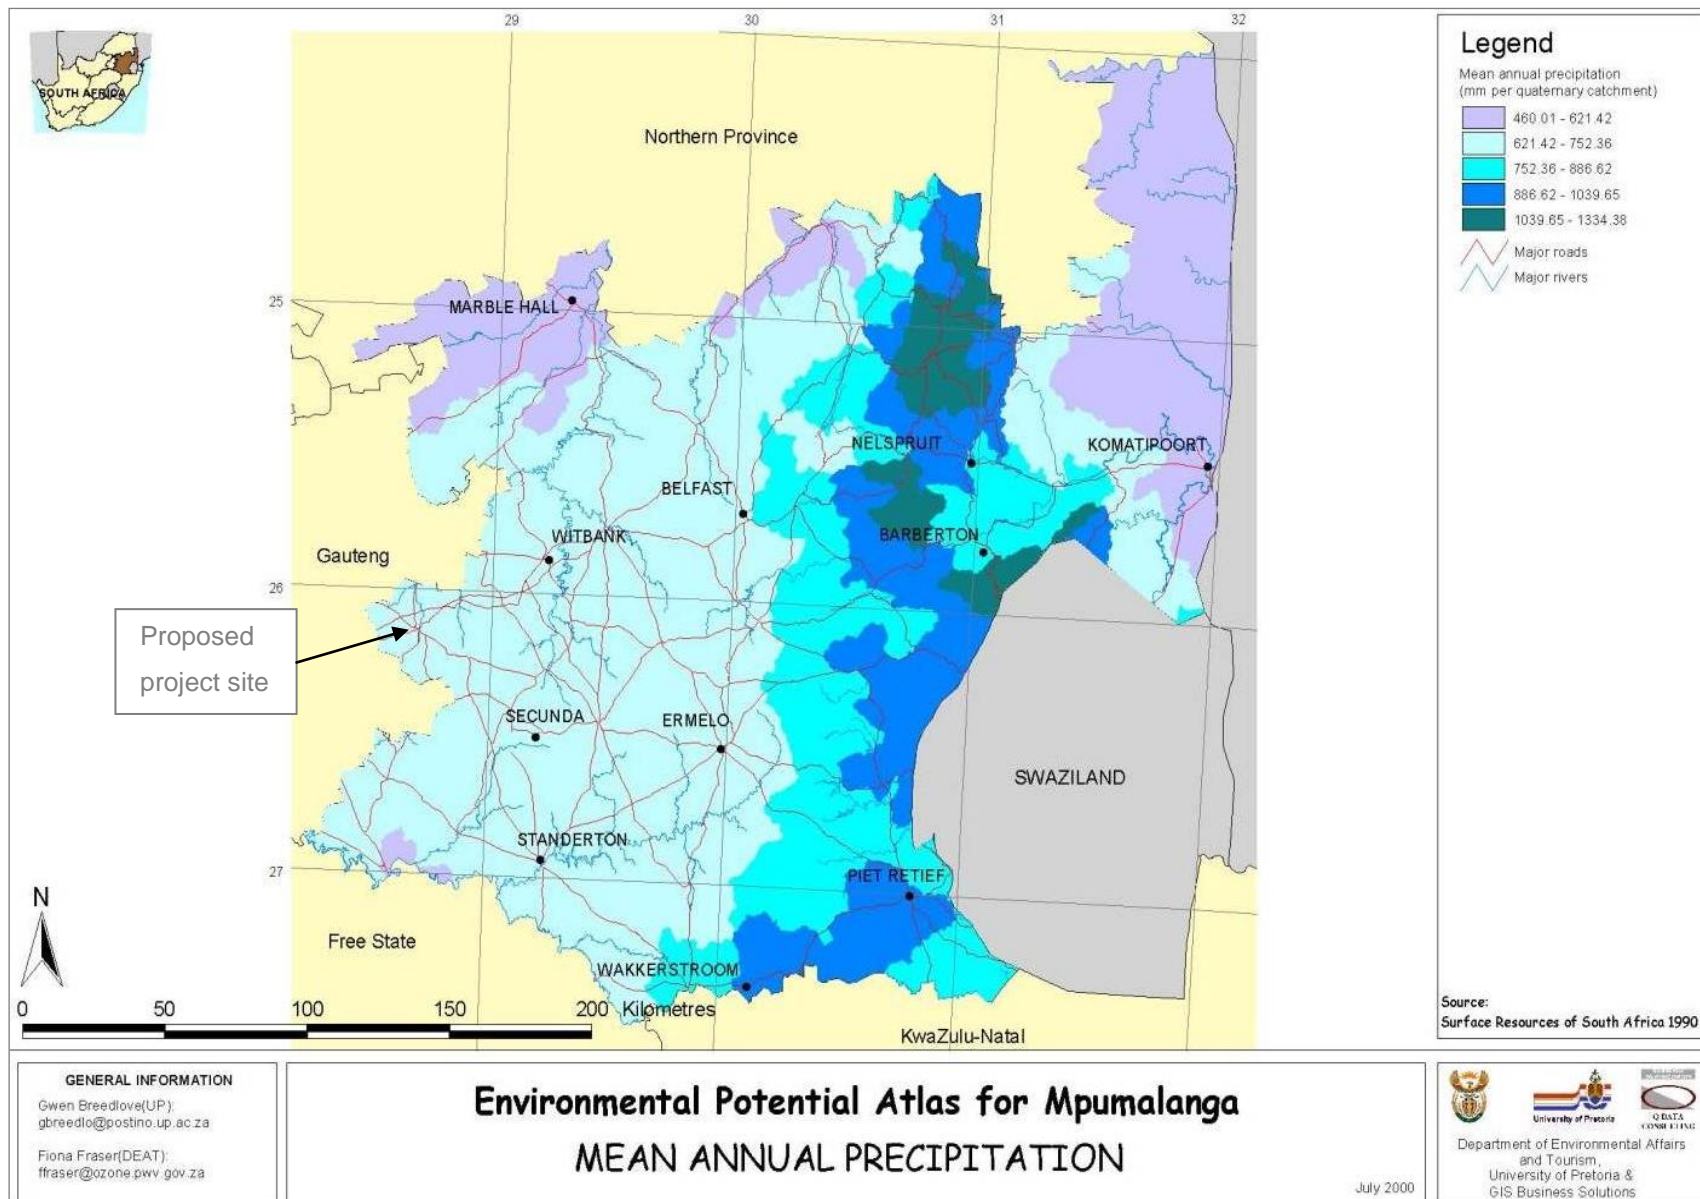 29
30
31
32
SOUTH AFRICA
Northern Province
25
MARBLE HALL
NELSPRUIT
KOMATIPOORT
BELFAST
WITBANK
BARBERTON
Gauteng
26
Proposed
project site
SECUNDA
ERMELO
SWAZILAND
STANDERTON
27
PIET RETIEF
N
Free State
WAKKERSTROOM
0 50 100 150 200 Kilometres
KwaZulu-Natal
Legend
Mean annual precipitation
(mm per quaternary catchment)
460.01 - 621.42
621.42 - 752.36
752.36 - 886.62
886.62 - 1039.65
1039.65 - 1334.38
Major roads
Major rivers
Source:
Surface Resources of South Africa 1990
GENERAL INFORMATION
Gwen Breedlove(UP):
gbreedlo@postino.up.ac.za
Fiona Fraser(DEAT):
ffraser@ozone.pwv.gov.za
Environmental Potential Atlas for Mpumalanga
MEAN ANNUAL PRECIPITATION
July 2000
University of Pretoria
Q DATA
CONSULTING
Department of Environmental Affairs
and Tourism,
University of Pretoria &
GIS Business Solutions